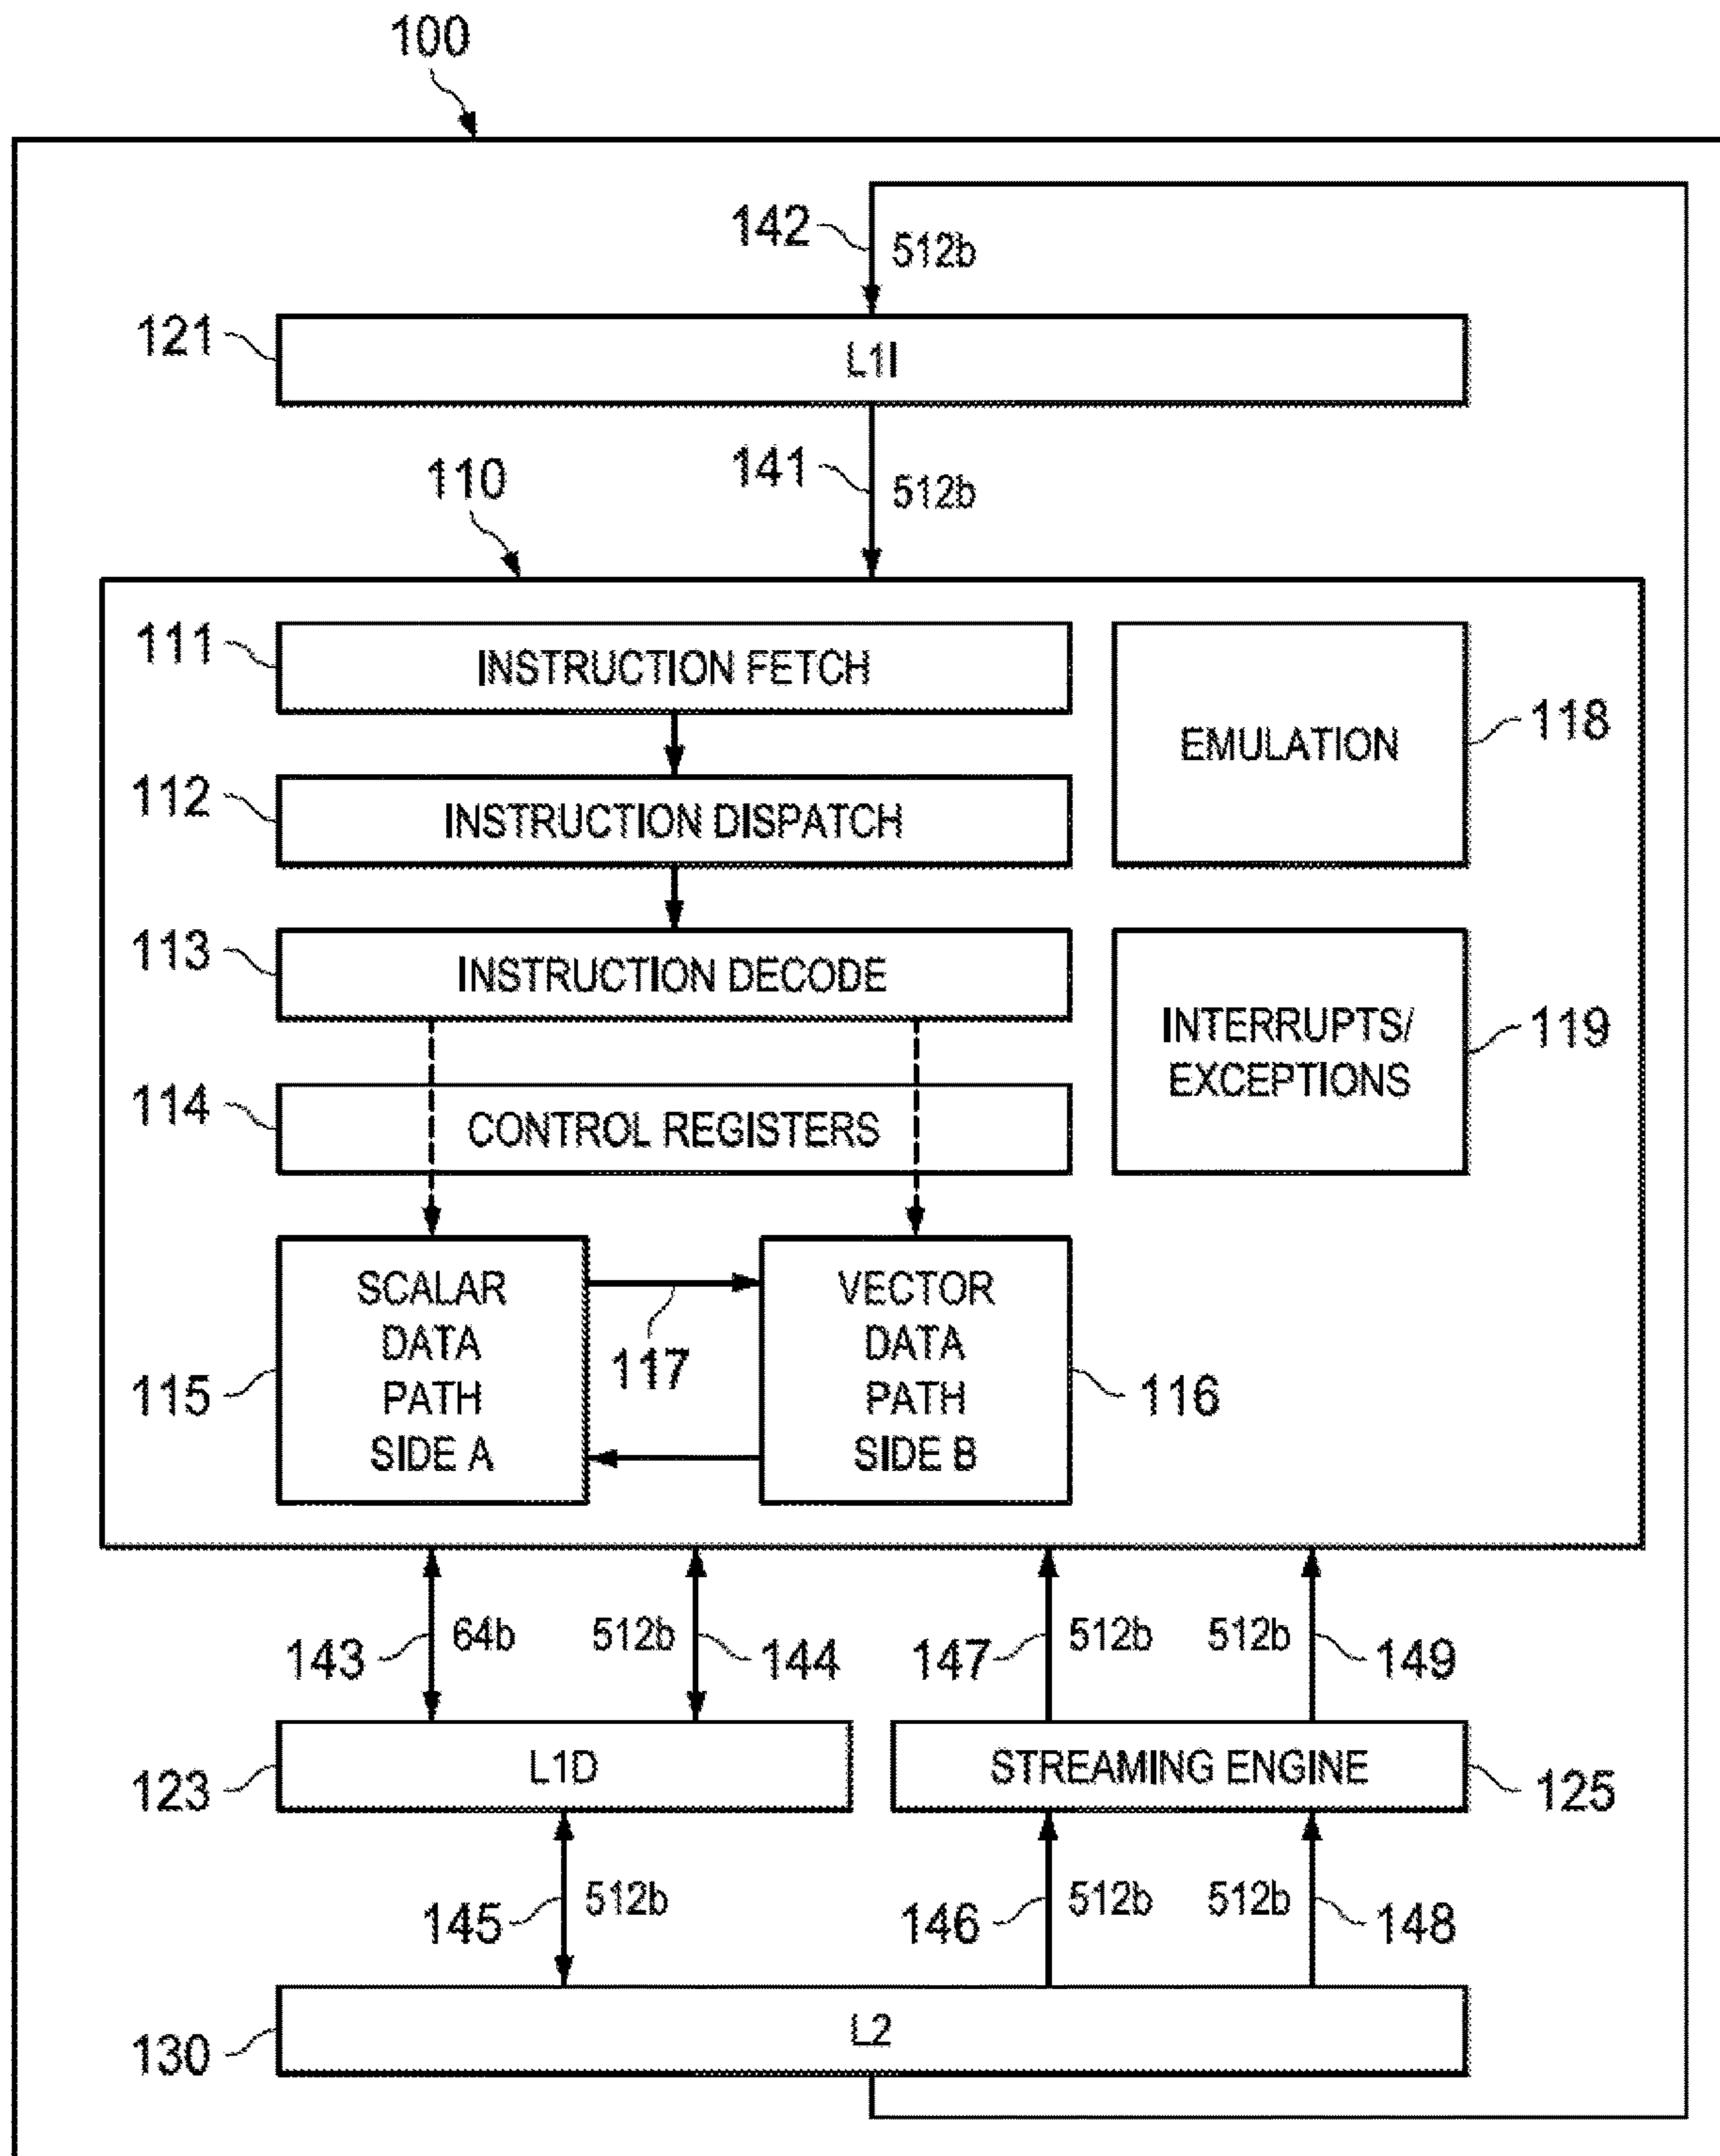 100
142
512b
121
L1I
141
512b
110
111
INSTRUCTION FETCH
118
EMULATION
112
INSTRUCTION DISPATCH
113
INSTRUCTION DECODE
119
INTERRUPTS/
EXCEPTIONS
114
CONTROL REGISTERS
115
SCALAR
DATA
PATH
SIDE A
117
VECTOR
DATA
PATH
SIDE B
116
143
64b
512b
144
147
512b
512b
149
123
L1D
STREAMING ENGINE
125
145
512b
146
512b
512b
148
130
L2